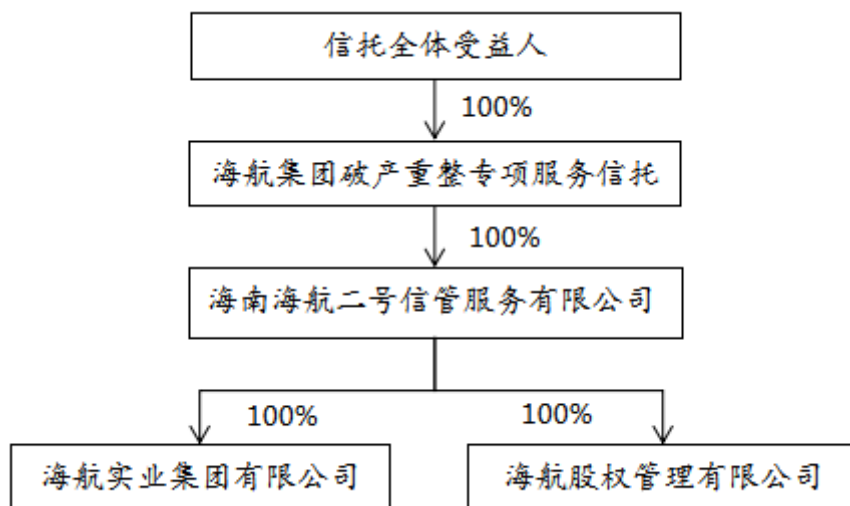 信托全体受益人
100%
海航集团破产重整专项服务信托
100%
海南海航二号信管服务有限公司
100%
100%
海航实业集团有限公司
海航股权管理有限公司